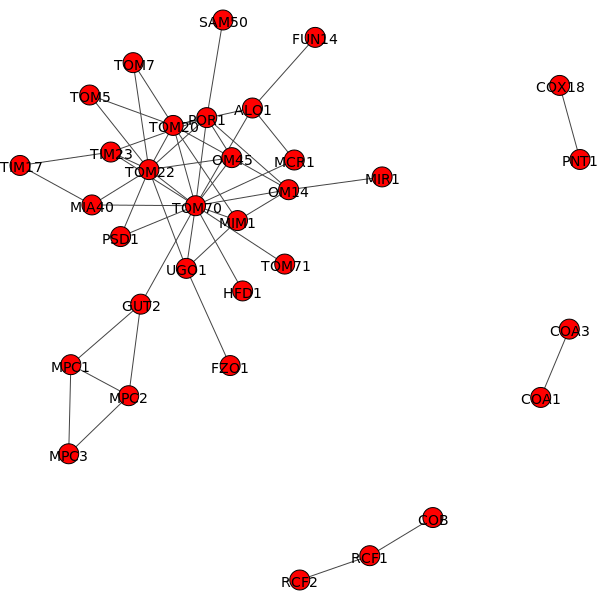 SAM50
FUN14
TOM7
COX18
TOM5
ALO1
POR1
TOM20
TIM23
OM45
MCR1
PNT1
TIM17
TOM22
MIR1
OM14
MIA40
TOM70
MIM1
PSD1
TOM71
UGO1
HFD1
GUT2
COA3
MPC1
FZO1
MPC2
COA1
MPC3
COB
RCF1
RCF2